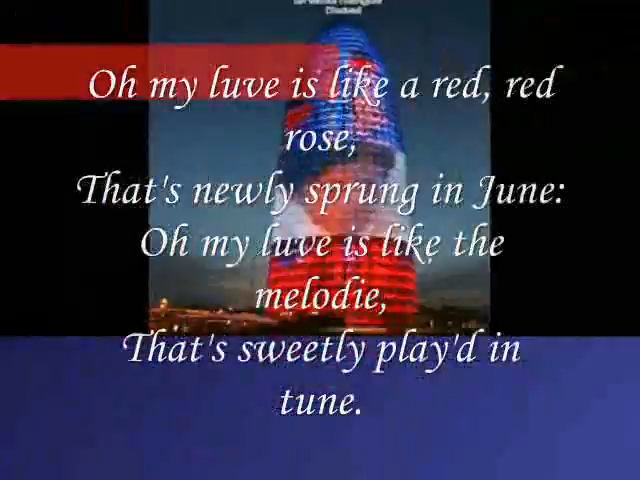 Oh my luve is like a red, red
rose,
That's newly sprung in June:
Oh my luve is like the
melodie,
That's sweetly play'd in
tune.